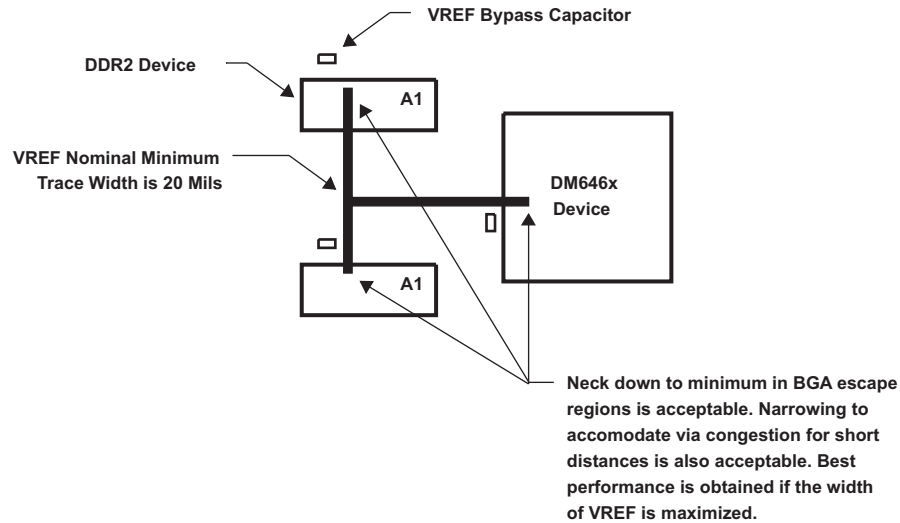 VREF Bypass Capacitor
DDR2 Device
A1
VREF Nominal Minimum
Trace Width is 20 Mils
DM646x
Device
A1
Neck down to minimum in BGA escape
regions is acceptable. Narrowing to
accomodate via congestion for short
distances is also acceptable. Best
performance is obtained if the width
of VREF is maximized.